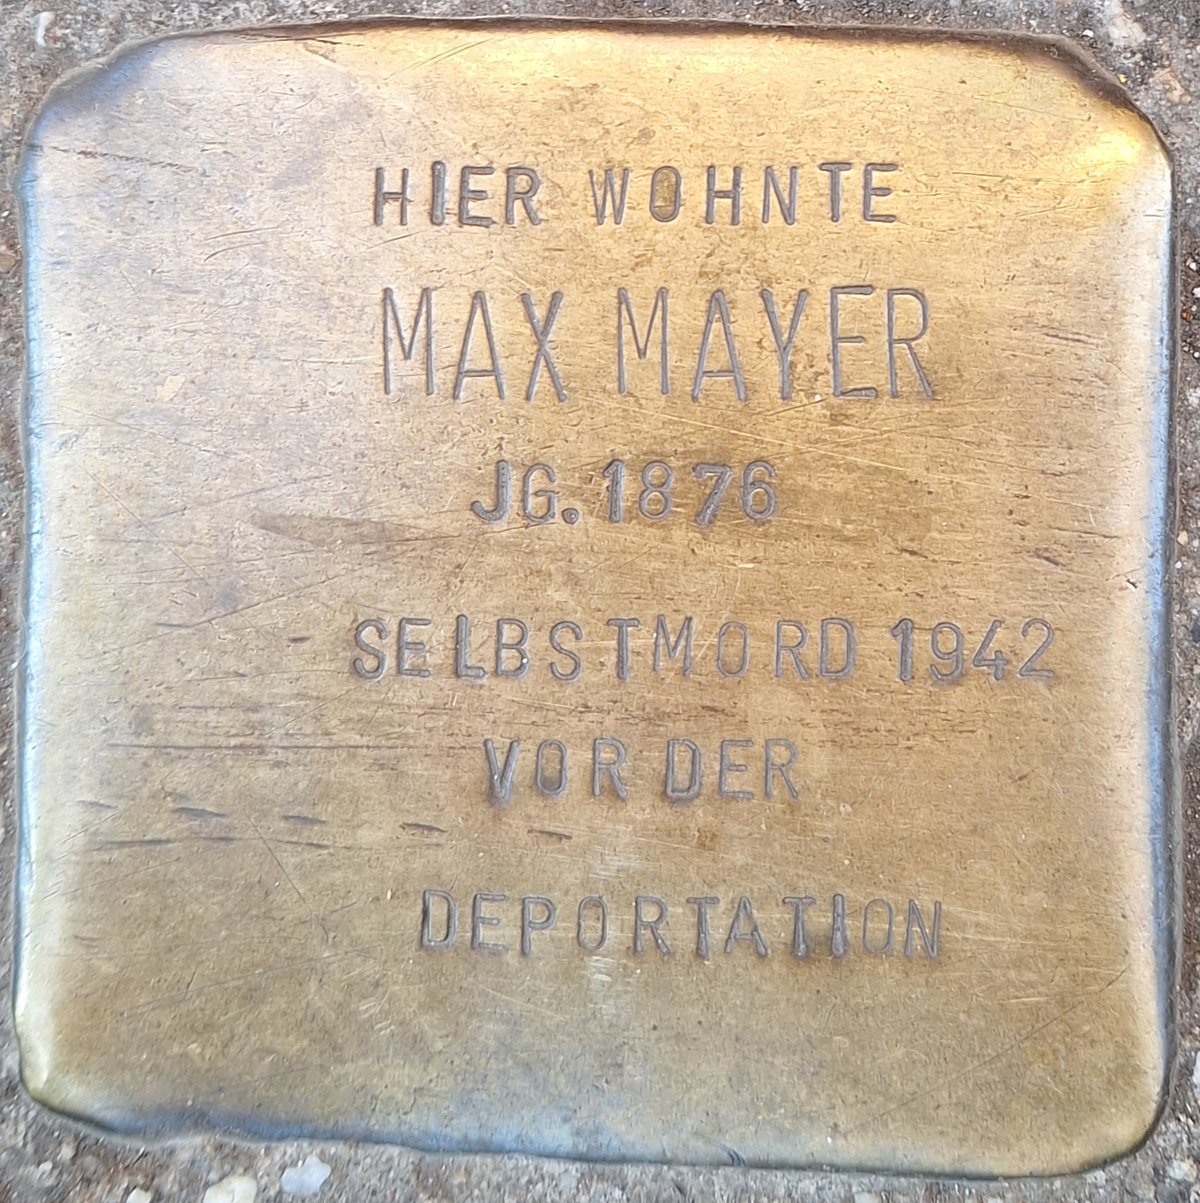 HIER WOHNTE
MAX MAYER
JG. 1876
SELBSTMORD 1942
VOR DER
DEPORTATION